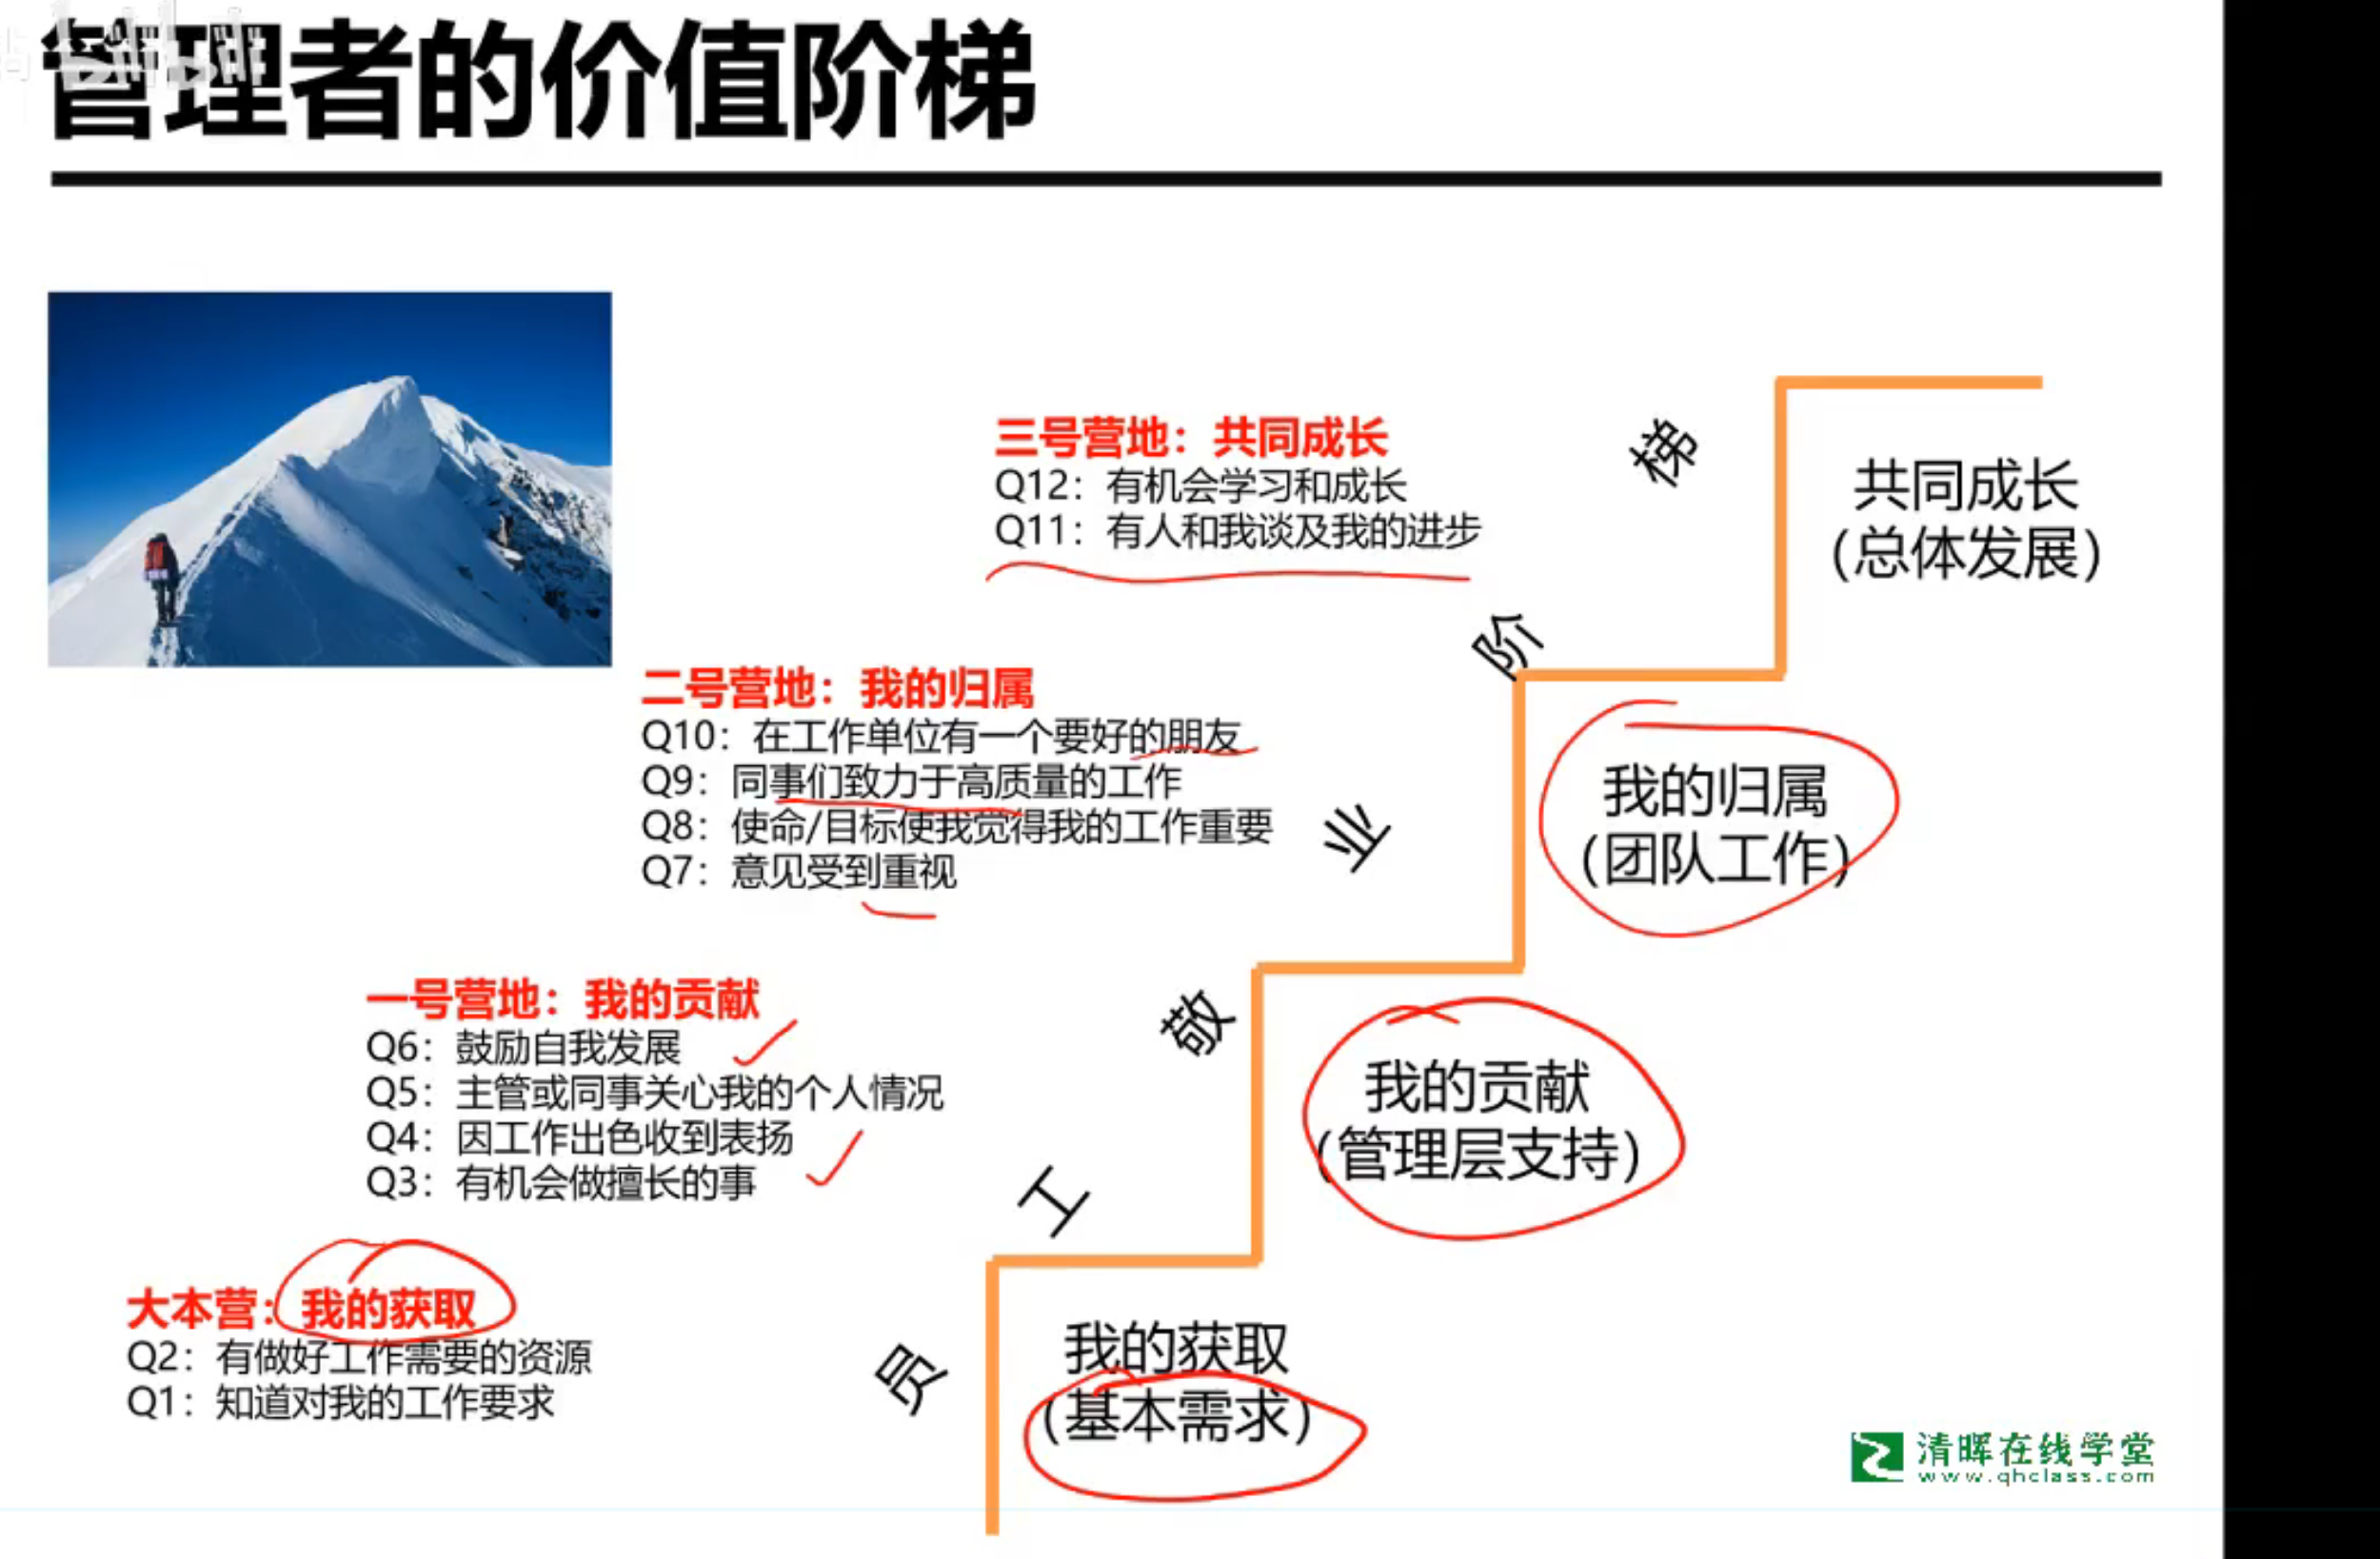 管理者的价值阶梯
三号营地：共同成长
Q12：有机会学习和成长
Q11：有人和我谈及我的进步
二号营地：我的归属
Q10：在工作单位有一个要好的朋友
Q9：同事们致力于高质量的工作
Q8：使命/目标使我觉得我的工作重要
Q7：意见受到重视
一号营地：我的贡献
Q6：鼓励自我发展
Q5：主管或同事关心我的个人情况
Q4：因工作出色收到表扬
Q3：有机会做擅长的事
大本营：我的获取
Q2：有做好工作需要的资源
Q1：知道对我的工作要求
员工敬业阶梯
共同成长
（总体发展）
我的归属
（团队工作）
我的贡献
（管理层支持）
我的获取
（基本需求）
清晖在线学堂
www.qhclass.com